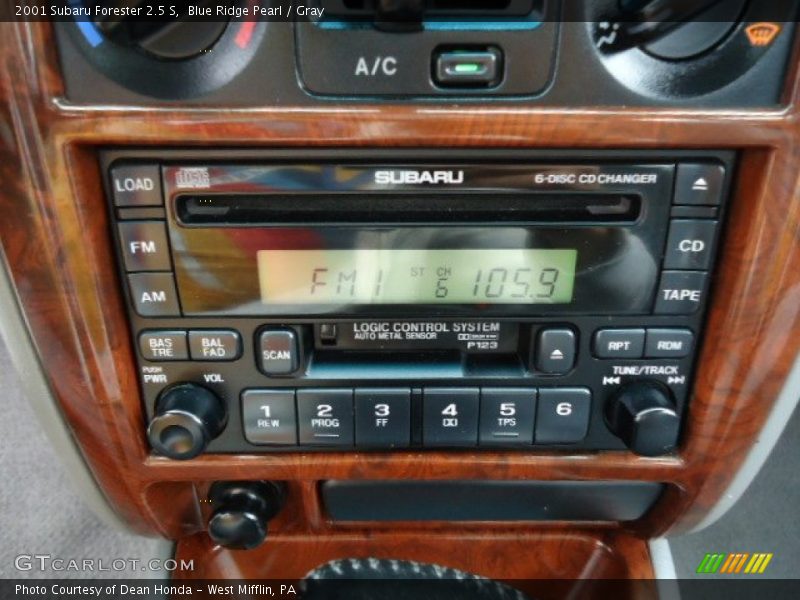 2001 Subaru Forester 2.5 S,  Blue Ridge Pearl / Gray
A/C
LOAD
SUBARU
6-DISC CD CHANGER
FM
CD
AM
FM1 ST CH 6 105.9
TAPE
BAS TRE
BAL FAD
SCAN
LOGIC CONTROL SYSTEM
AUTO METAL SENSOR
P123
RPT
RDM
PUSH PWR
VOL
TUNE/TRACK
1 REW
2 PROG
3 FF
4
5 TPS
6
GTCarlot.com
Photo Courtesy of Dean Honda - West Mifflin, PA